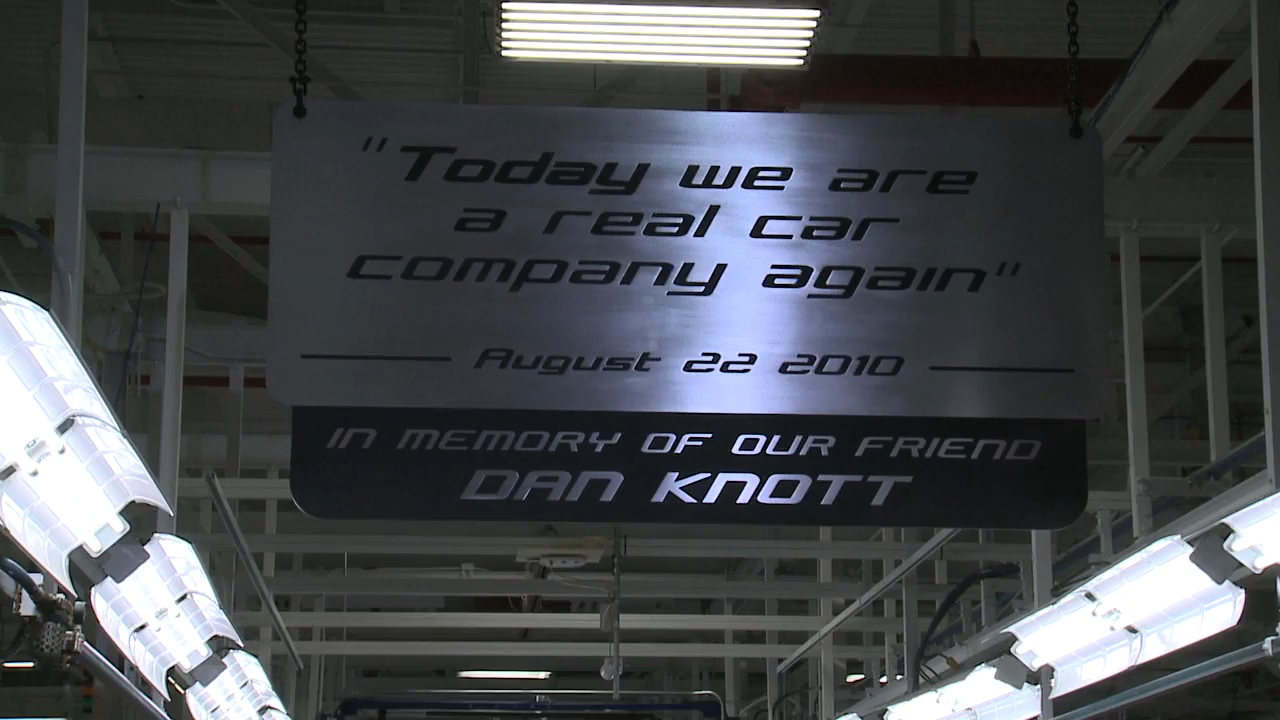 "Today we are
a real car
company again"
August 22 2010
IN MEMORY OF OUR FRIEND
DAN KNOTT